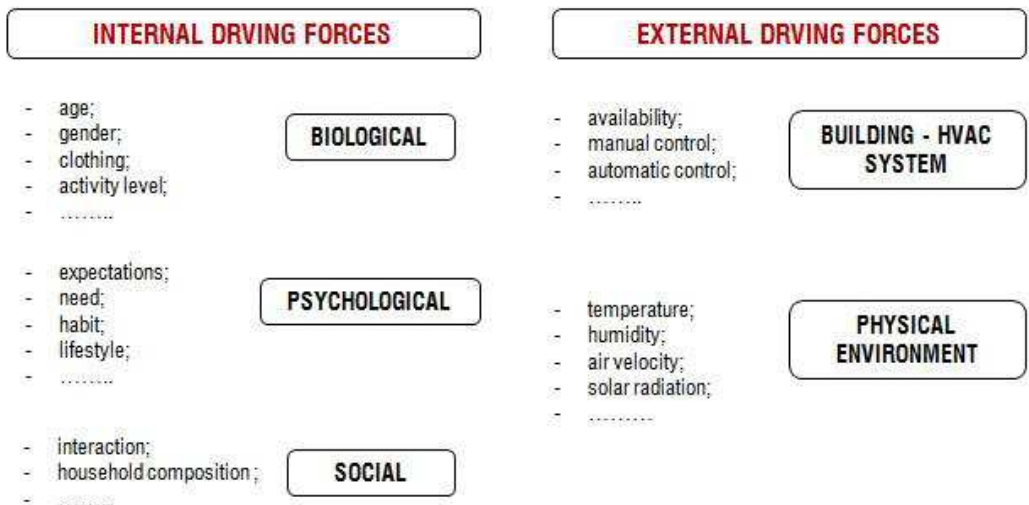 INTERNAL DRVING FORCES
- age;
- gender;
- clothing;
- activity level;
- ........
BIOLOGICAL
- expectations;
- need;
- habit;
- lifestyle;
- ........
PSYCHOLOGICAL
- interaction;
- household composition ;
-
SOCIAL
EXTERNAL DRVING FORCES
- availability;
- manual control;
- automatic control;
- ........
BUILDING - HVAC
SYSTEM
- temperature;
- humidity;
- air velocity;
- solar radiation;
- .........
PHYSICAL
ENVIRONMENT